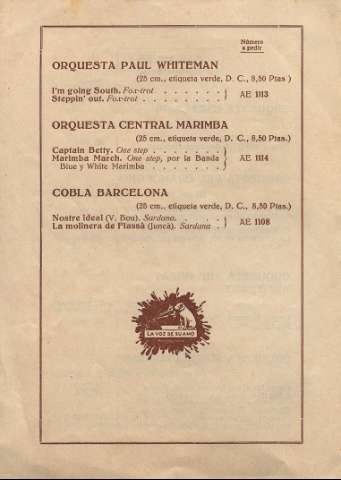 Número
a pedir
ORQUESTA PAUL WHITEMAN
(25 cm., etiqueta verde, D. C., 8,50 Ptas)
I'm going South. Fox-trot . . . . . . . } AE 1113
Steppin' out. Fox-trot . . . . . . . .
ORQUESTA CENTRAL MARIMBA
(25 cm., etiqueta verde, D. C., 8,50 Ptas.)
Captain Betty. One step . . . . . . .
Marimba March. One step, por la Banda } AE 1114
Blue y White Marimba . . . . . . .
COBLA BARCELONA
(25 cm., etiqueta verde, D. C., 8,50 Ptas.)
Nostre Ideal (V. Bou). Sardana. . . . . . } AE 1108
La molinera de Flassà (Juncà). Sardana .
LA VOZ DE SU AMO